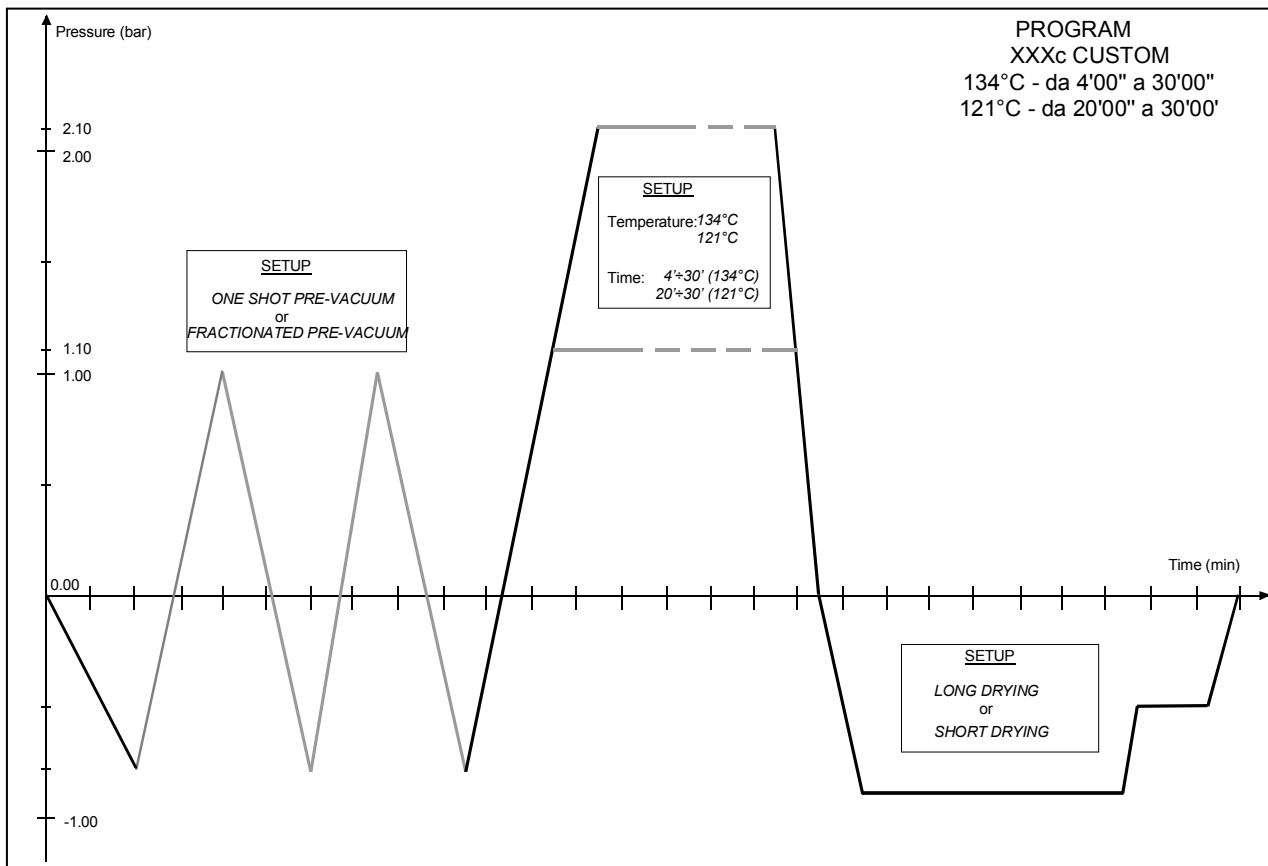 Pressure (bar)
PROGRAM
XXXc CUSTOM
134°C - da 4'00" a 30'00"
121°C - da 20'00" a 30'00'
2.10
2.00
SETUP
Temperature:134°C
121°C
Time: 4’÷30’ (134°C)
20’÷30’ (121°C)
SETUP
ONE SHOT PRE-VACUUM
or
FRACTIONATED PRE-VACUUM
1.10
1.00
0.00
Time (min)
SETUP
LONG DRYING
or
SHORT DRYING
-1.00